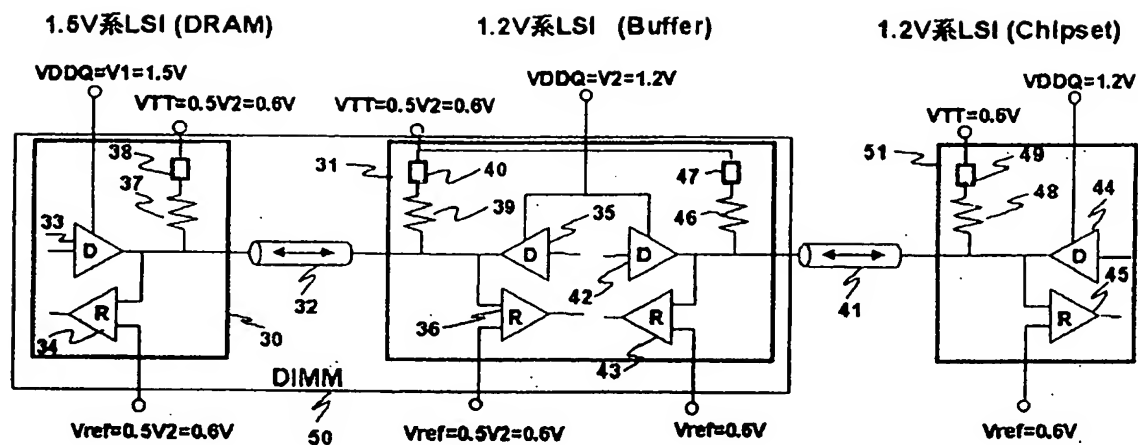 1.5V系LSI (DRAM)
1.2V系LSI (Buffer)
1.2V系LSI (Chipset)
VDDQ=V1=1.5V
VTT=0.5V2=0.6V
VTT=0.5V2=0.6V
VDDQ=V2=1.2V
VDDQ=1.2V
VTT=0.6V
38
37
33
D
R
34
30
32
31
40
39
35
D
36
R
47
46
42
D
R
43
41
51
49
48
44
D
45
R
DIMM
50
Vref=0.5V2=0.6V
Vref=0.5V2=0.6V
Vref=0.6V
Vref=0.6V